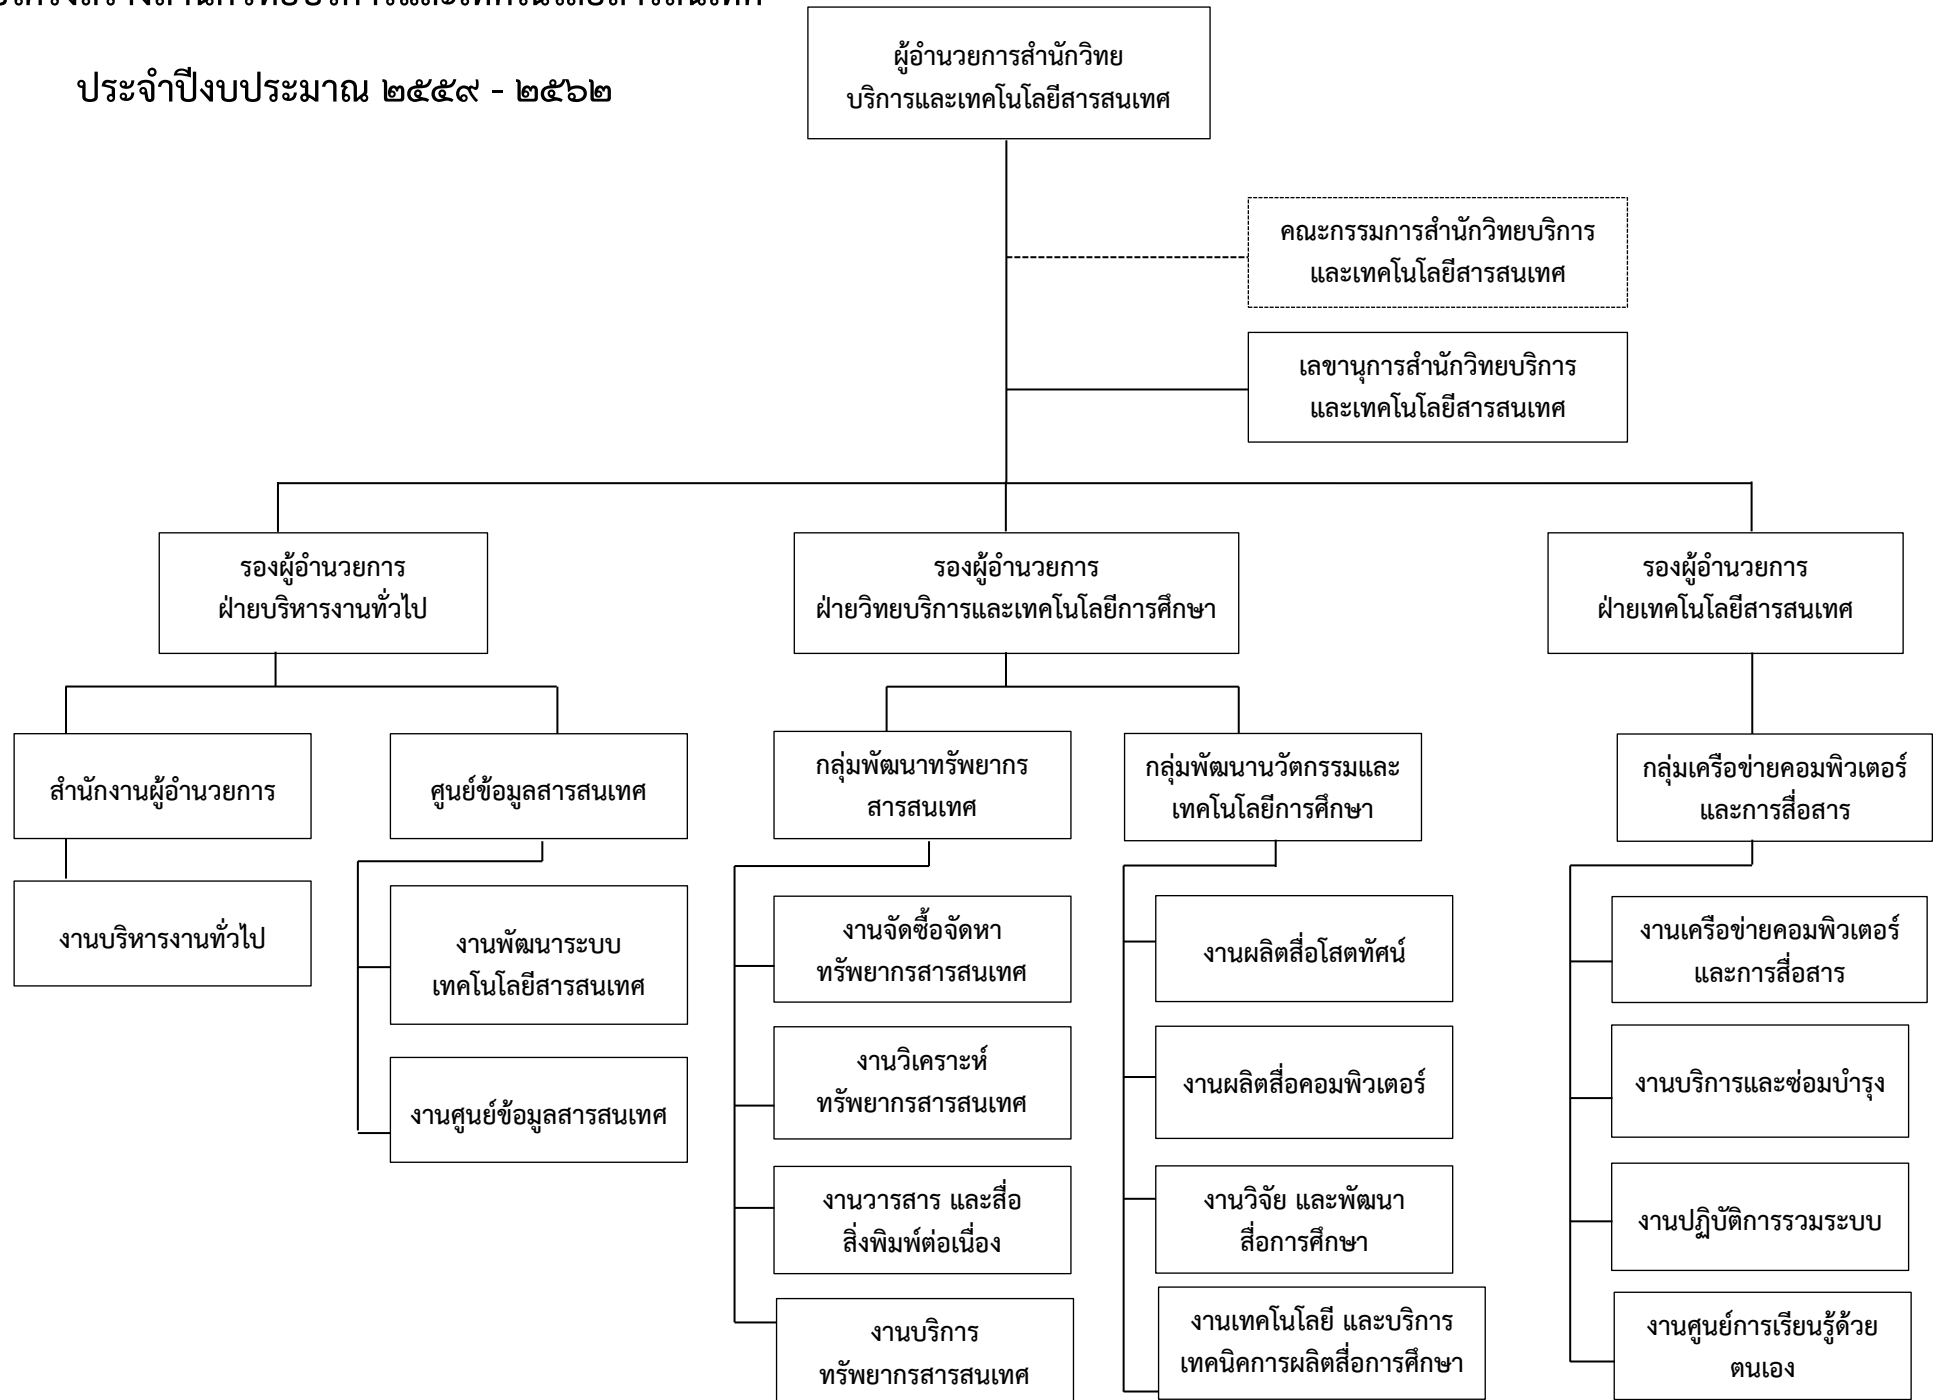 ประจำปีงบประมาณ ๒๕๕๙ - ๒๕๖๒
ผู้อำนวยการสำนักวิทย
บริการและเทคโนโลยีสารสนเทศ
คณะกรรมการสำนักวิทยบริการ
และเทคโนโลยีสารสนเทศ
เลขานุการสำนักวิทยบริการ
และเทคโนโลยีสารสนเทศ
รองผู้อำนวยการ
ฝ่ายบริหารงานทั่วไป
รองผู้อำนวยการ
ฝ่ายวิทยบริการและเทคโนโลยีการศึกษา
รองผู้อำนวยการ
ฝ่ายเทคโนโลยีสารสนเทศ
สำนักงานผู้อำนวยการ
ศูนย์ข้อมูลสารสนเทศ
กลุ่มพัฒนาทรัพยากร
สารสนเทศ
กลุ่มพัฒนานวัตกรรมและ
เทคโนโลยีการศึกษา
กลุ่มเครือข่ายคอมพิวเตอร์
และการสื่อสาร
งานบริหารงานทั่วไป
งานพัฒนาระบบ
เทคโนโลยีสารสนเทศ
งานศูนย์ข้อมูลสารสนเทศ
งานจัดซื้อจัดหา
ทรัพยากรสารสนเทศ
งานวิเคราะห์
ทรัพยากรสารสนเทศ
งานวารสาร และสื่อ
สิ่งพิมพ์ต่อเนื่อง
งานบริการ
ทรัพยากรสารสนเทศ
งานผลิตสื่อโสตทัศน์
งานผลิตสื่อคอมพิวเตอร์
งานวิจัย และพัฒนา
สื่อการศึกษา
งานเทคโนโลยี และบริการ
เทคนิคการผลิตสื่อการศึกษา
งานเครือข่ายคอมพิวเตอร์
และการสื่อสาร
งานบริการและซ่อมบำรุง
งานปฏิบัติการรวมระบบ
งานศูนย์การเรียนรู้ด้วย
ตนเอง